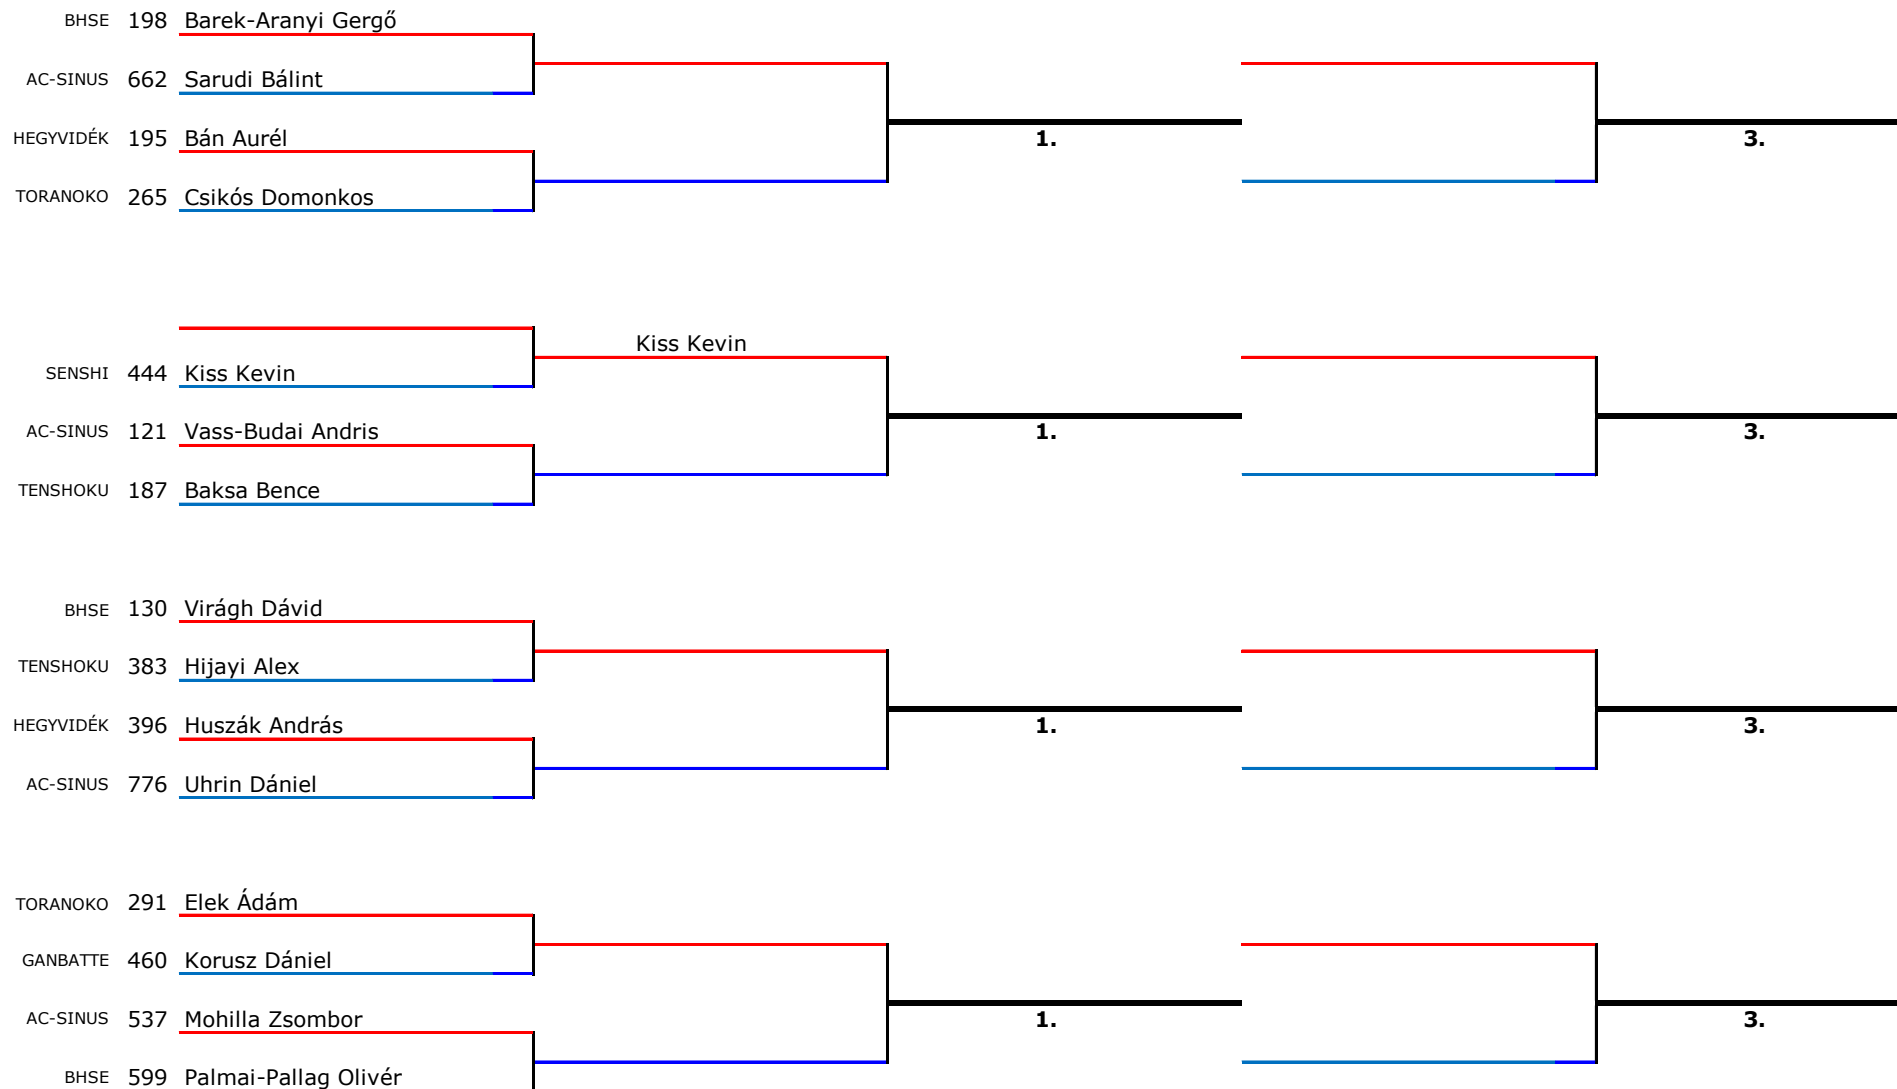 BHSE 198 Barek-Aranyi Gergő
AC-SINUS 662 Sarudi Bálint
1. 3.
HEGYVIDÉK 195 Bán Aurél
TORANOKO 265 Csikós Domonkos
Kiss Kevin
SENSHI 444 Kiss Kevin
AC-SINUS 121 Vass-Budai Andris 1. 3.
TENSHOKU 187 Baksa Bence
BHSE 130 Virágh Dávid
TENSHOKU 383 Hijayi Alex
HEGYVIDÉK 396 Huszák András 1. 3.
AC-SINUS 776 Uhrin Dániel
TORANOKO 291 Elek Ádám
GANBATTE 460 Korusz Dániel
AC-SINUS 537 Mohilla Zsombor 1. 3.
BHSE 599 Palmai-Pallag Olivér